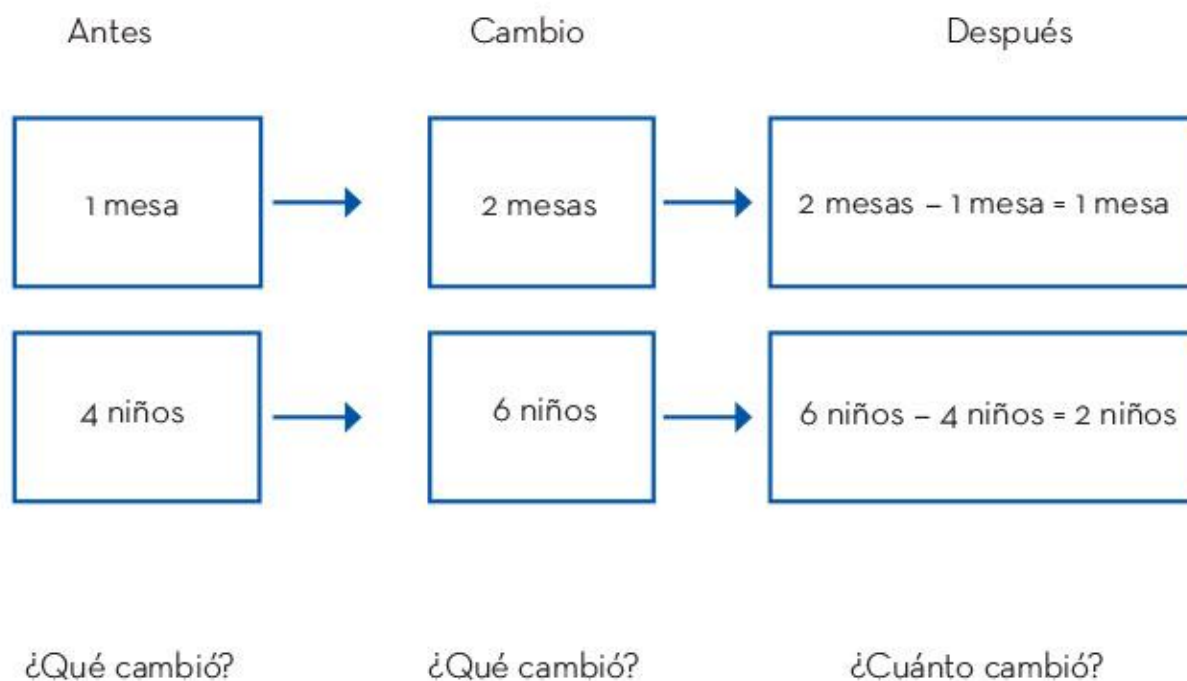 Antes Cambio Después
1 mesa 2 mesas 2 mesas – 1 mesa = 1 mesa
4 niños 6 niños 6 niños – 4 niños = 2 niños
¿Qué cambió? ¿Qué cambió? ¿Cuánto cambió?